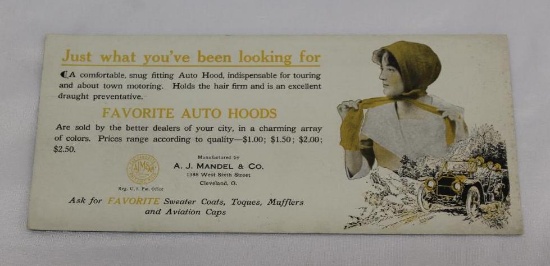 Just what you've been looking for
A comfortable, snug fitting Auto Hood, indispensable for touring
and about town motoring. Holds the hair firm and is an excellent
draught preventative.
FAVORITE AUTO HOODS
Are sold by the better dealers of your city, in a charming array
of colors. Prices range according to quality—$1.00; $1.50; $2.00;
$2.50.
Manufactured by
A. J. MANDEL & CO.
West Sixth Street
Cleveland, O.
Reg. U.S. Pat. Office
Ask for FAVORITE Sweater Coats, Toques, Mufflers
and Aviation Caps